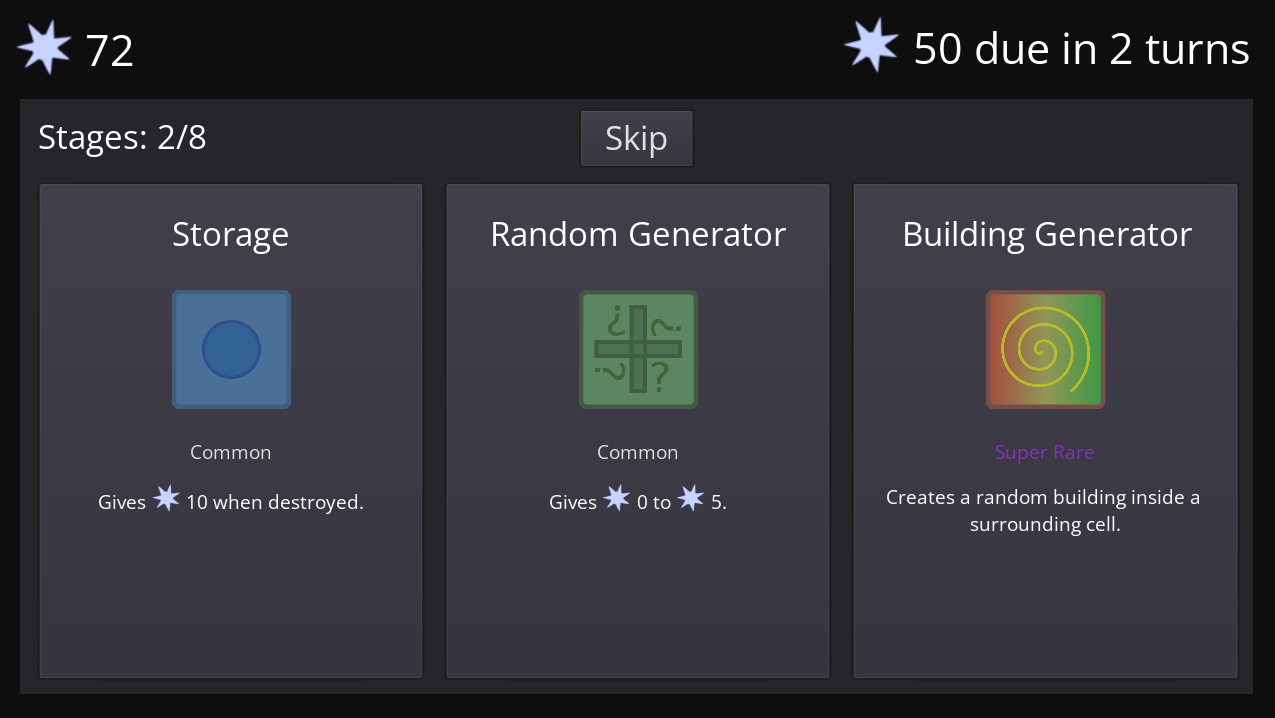 72
50 due in 2 turns
Stages: 2/8
Skip
Storage
Common
Gives 10 when destroyed.
Random Generator
? ? ? ?
Common
Gives 0 to 5.
Building Generator
Super Rare
Creates a random building inside a
surrounding cell.